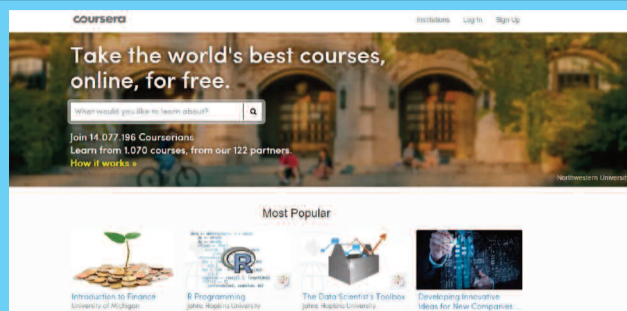 coursera
Institutions Log In Sign Up
Take the world's best courses,
online, for free.
What would you like to learn about?
Join 14.077.196 Courserians.
Learn from 1.070 courses, from our 122 partners.
How it works »
Northwestern Universit
Most Popular
R
Introduction to Finance
University of Michigan
R Programming
Johns Hopkins University
The Data Scientist's Toolbox
Johns Hopkins University
Developing Innovative
Ideas for New Companies ...